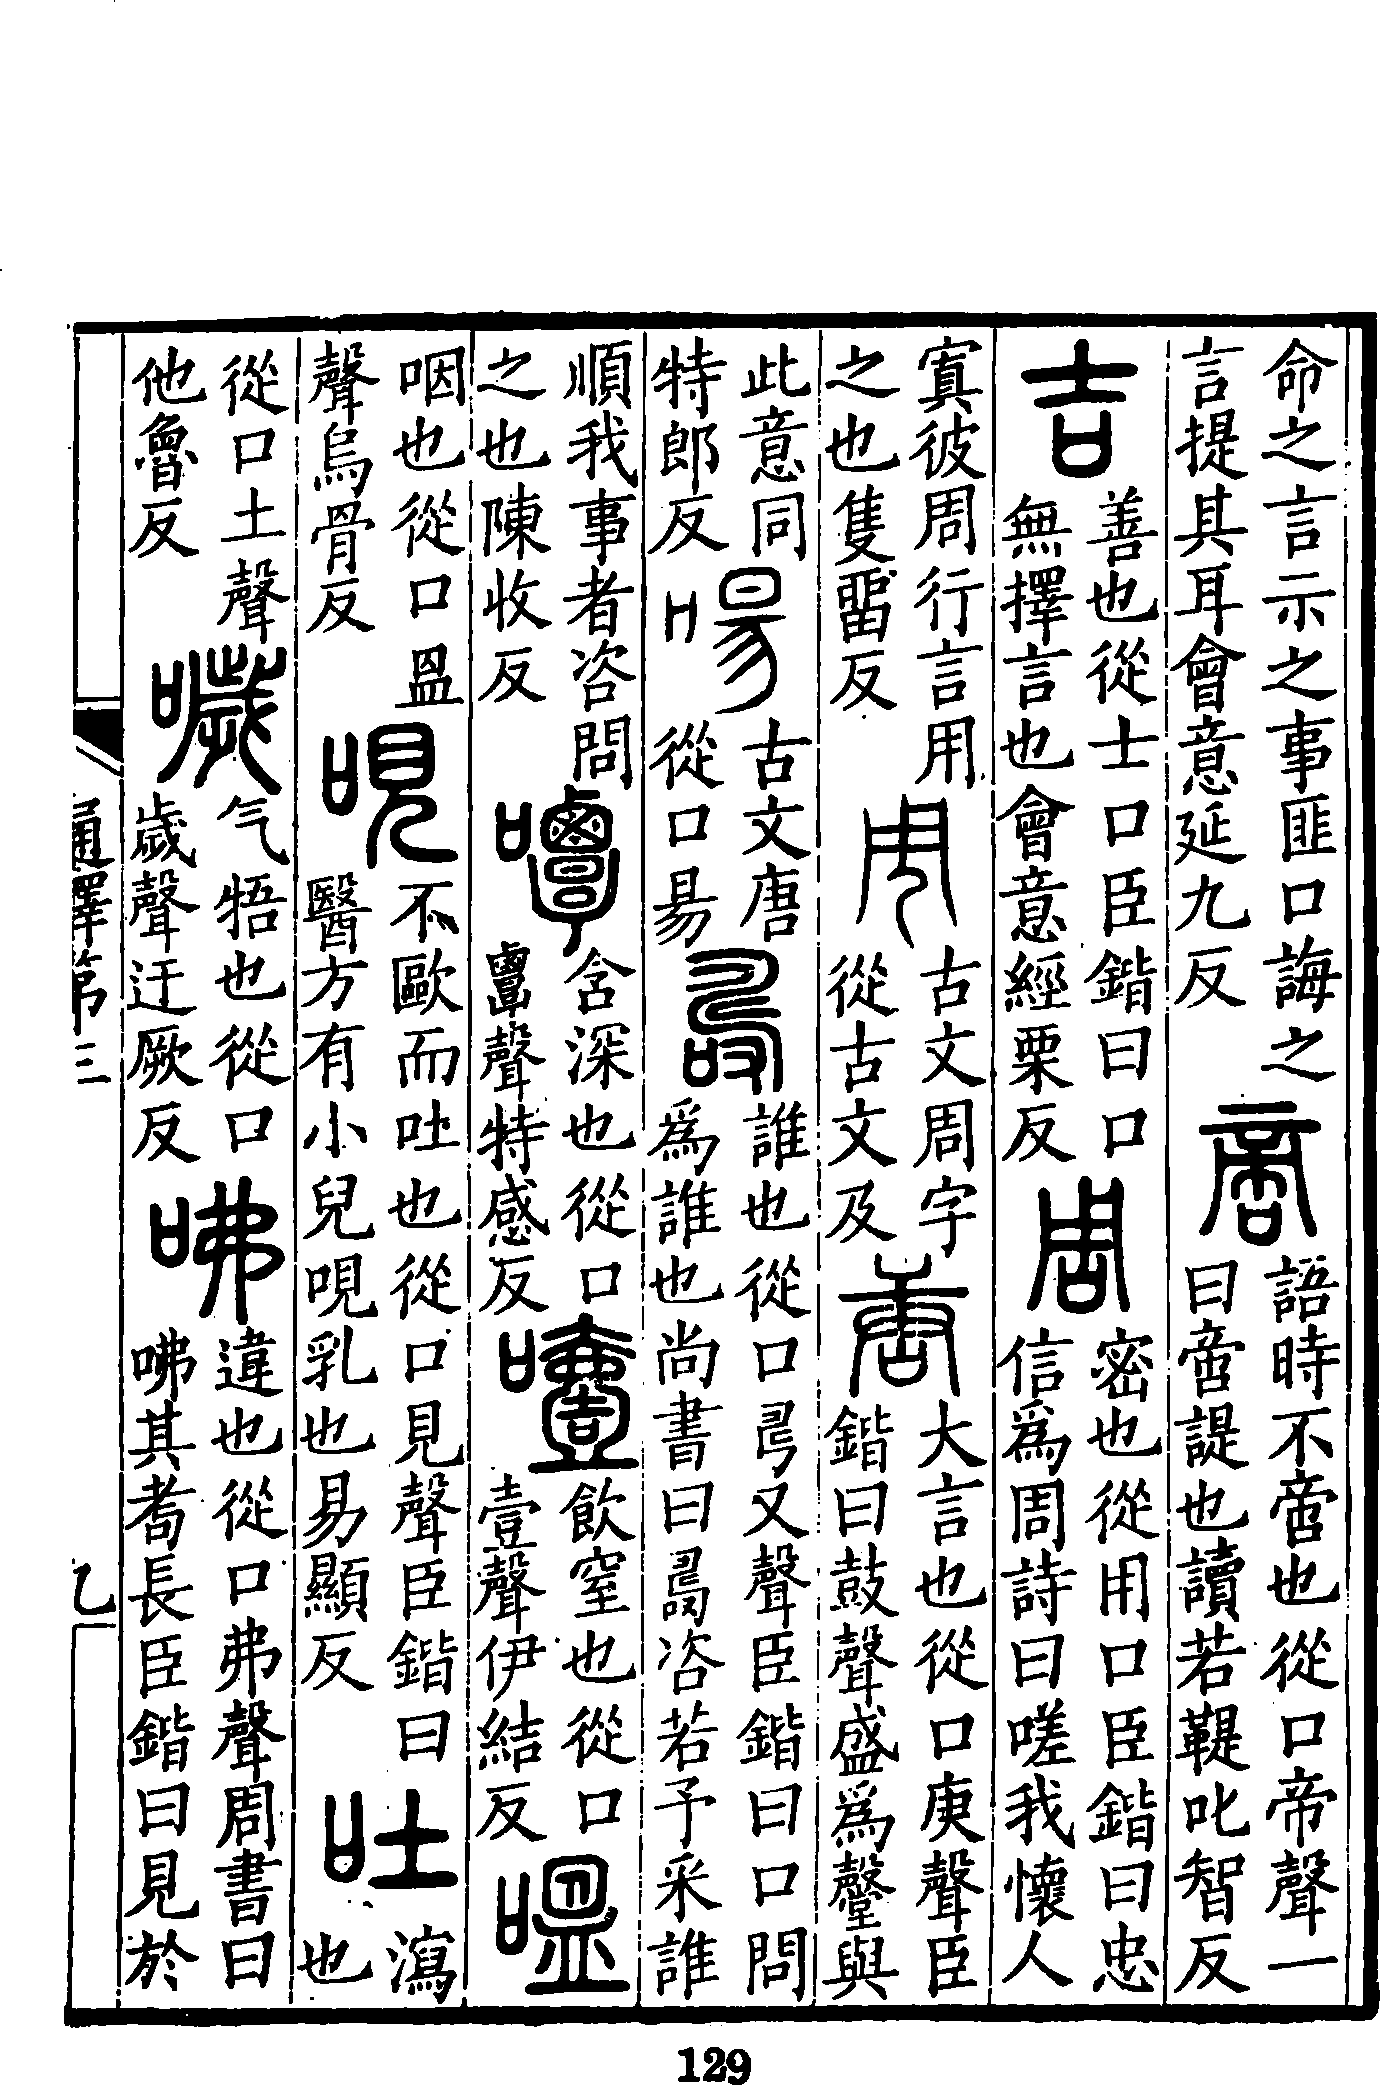 命之言示之事匪口誨之
言提其耳會意延九反
啻
語時不啻也從口帝聲一
曰啻諟也讀若鞮叱智反
吉
善也從士口臣鍇曰口
無擇言也會意經栗反
周
密也從用口臣鍇曰忠
信爲周詩曰嗟我懷人
寘彼周行言用
之也隻畱反
𠄗
古文周字
從古文及
唐
大言也從口庚聲臣
鍇曰鼓聲盛爲鼞與
此意同
特郎反
啺
古文唐
從口昜
𠷎
誰也從口𢏚又聲臣鍇曰口問
爲誰也尚書曰𠷎咨若予采誰
順我事者咨問
之也陳收反
嘾
含深也從口
𪉷聲特感反
噎
飲窒也從口
壹聲伊結反
嗢
咽也從口𥁕
聲烏骨反
哯
不歐而吐也從口見聲臣鍇曰
醫方有小兒哯乳也易顯反
吐
瀉
也
從口土聲
他魯反
噦
气啎也從口
歲聲迂厥反
咈
違也從口弗聲周書曰
咈其耇長臣鍇曰見於
通釋第三
129